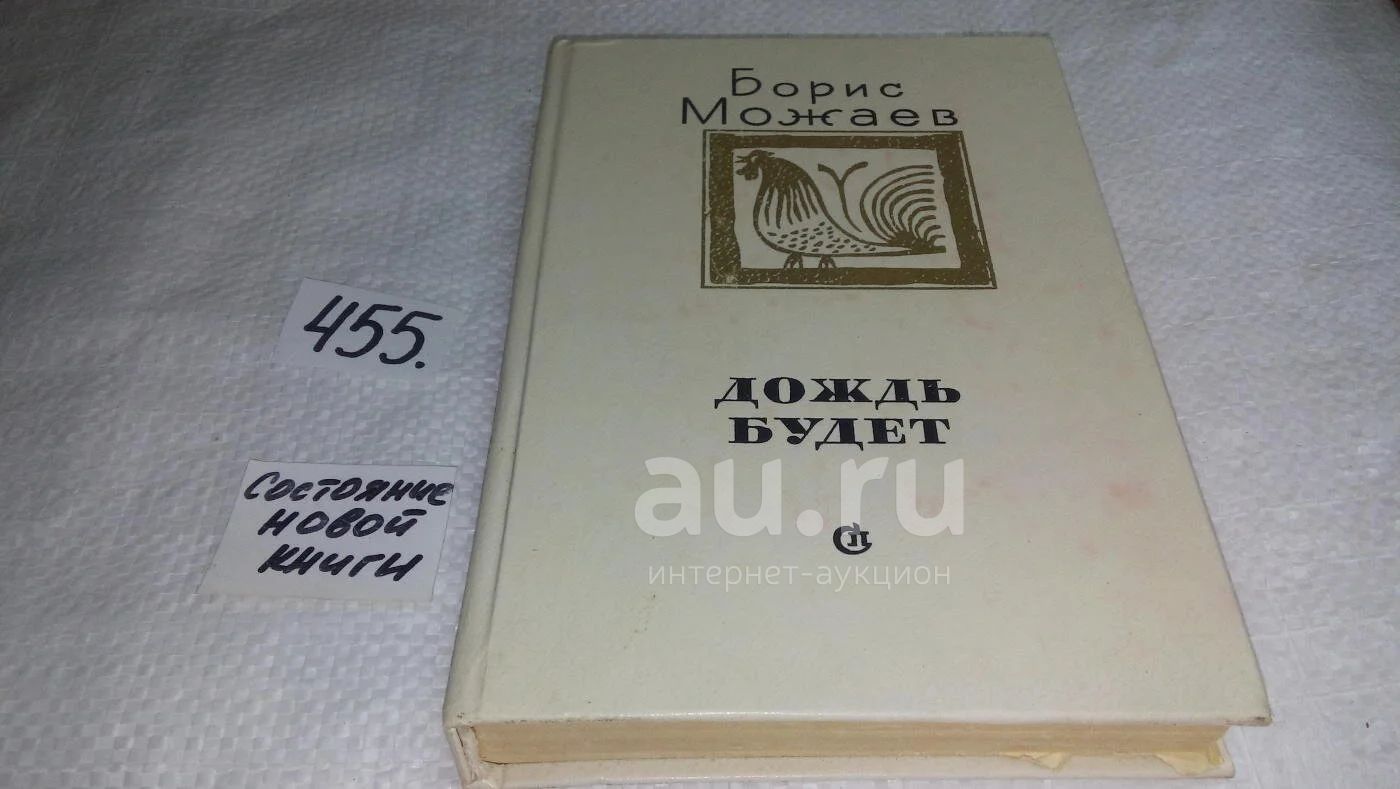 Борис
Можаев
455.
ДОЖДЬ
БУДЕТ
au.ru
интернет-аукцион
Состояние
новой
книги